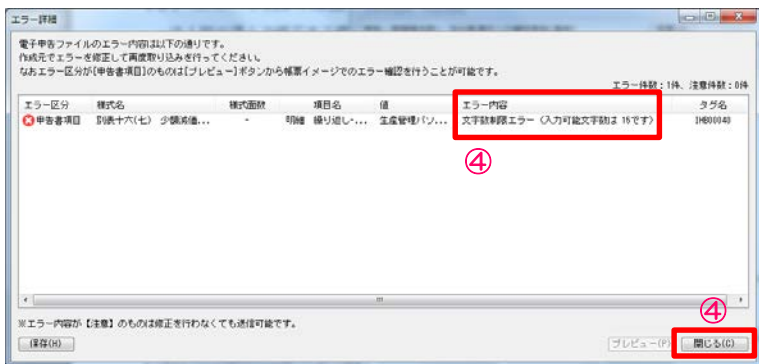 エラー詳細
電子申告ファイルのエラー内容は以下の通りです。
作成元でエラーを修正して再度取り込みを行ってください。
なおエラー区分が[申告書項目]のものは[プレビュー]ボタンから帳票イメージでのエラー確認を行うことが可能です。
エラー件数：1件、注意件数：0件
エラー区分 様式名 様式面数 項目名 値 エラー内容 タグ名
申告書項目 別表十六(七) 少額減価... - 明細 繰り返し-... 生産管理パソ... 文字数制限エラー（入力可能文字数は 15です） IHB00040
④
④
※エラー内容が【注意】のものは修正を行わなくても送信可能です。
保存(H) プレビュー(P) 閉じる(C)